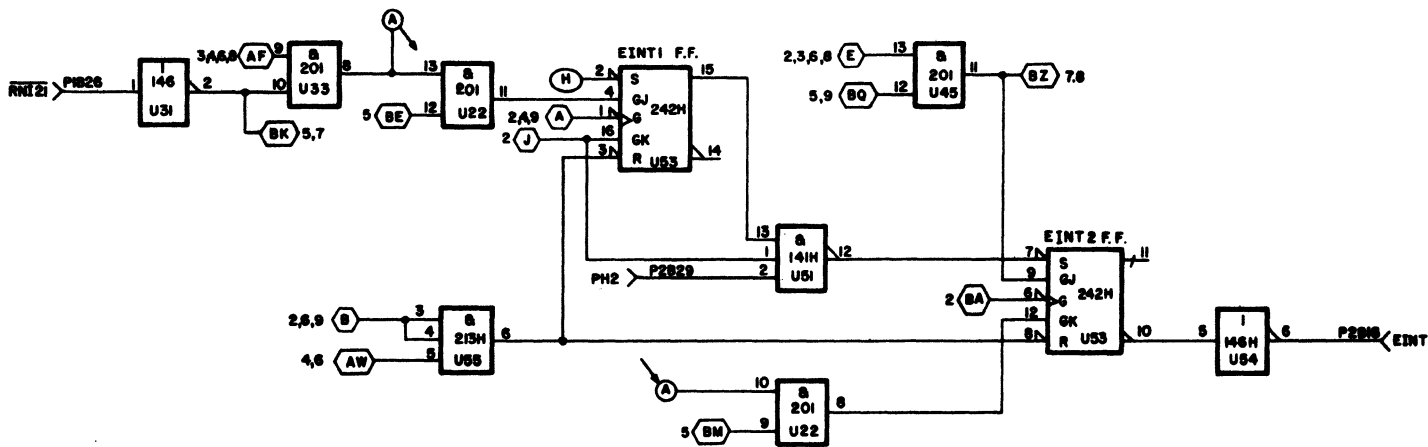 A
3,4,6,8 AF 9
&
201
U33
8
10
RNI21 P1B26 1
1
146
U31
2
BK 5,7
13
&
201
U22
11
5 BE 12
EINT1 F.F.
H 2 S 15
4 GJ
2,4,9 A 1 G 242H
2 J 16 GK
3 R U53 14
2,3,6,8 E 13
&
201
U45
11 BZ 7,8
5,9 BQ 12
13
&
141H
U51
12
1
PH2 P2B29 2
EINT 2 F.F.
7 S 11
9 GJ
2 BA 6 G 242H
12 GK
8 R U53 10
2,6,9 B 3
4
&
213H
U55
6
4,6 AW 5
5
1
146H
U54
6
P2B18 EINT
A 10
&
201
U22
8
5 BM 9